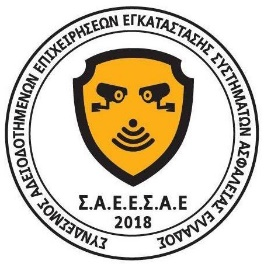 ΣΥΝΔΕΣΜΟΣ ΑΔΕΙΟΔΟΤΗΜΕΝΩΝ ΕΠΙΧΕΙΡΗΣΕΩΝ ΕΓΚΑΤΑΣΤΑΣΗΣ ΣΥΣΤΗΜΑΤΩΝ ΑΣΦΑΛΕΙΑΣ ΕΛΛΑΔΟΣ
Σ.Α.Ε.Ε.Σ.Α.Ε
2018